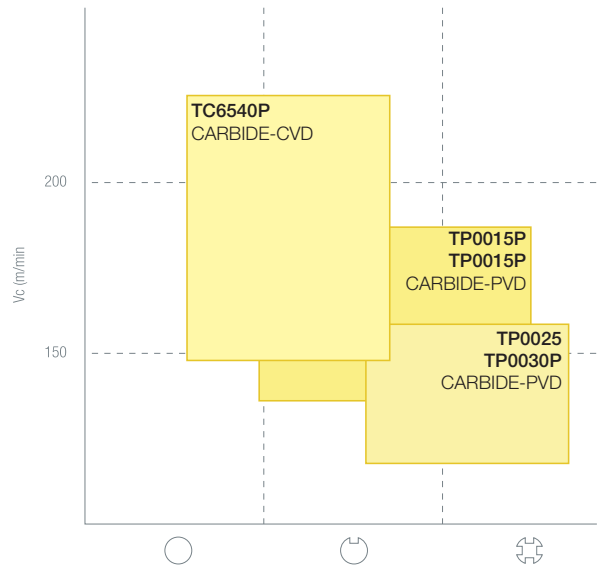 TC6540P
CARBIDE-CVD
200
TP0015P
TP0015P
CARBIDE-PVD
Vc (m/min
150
TP0025
TP0030P
CARBIDE-PVD